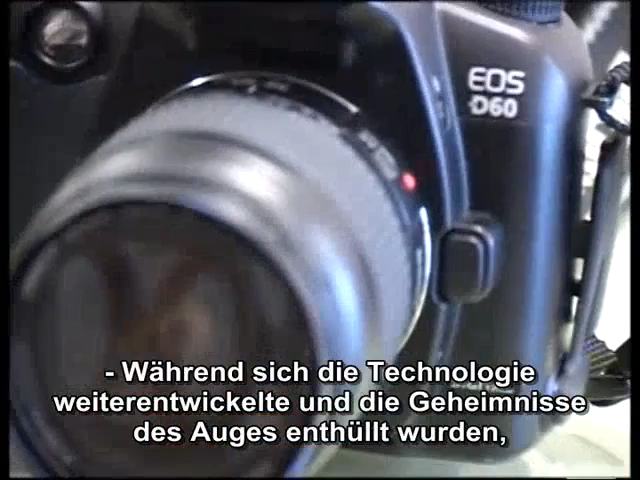 EOS
D60
- Während sich die Technologie
weiterentwickelte und die Geheimnisse
des Auges enthüllt wurden,